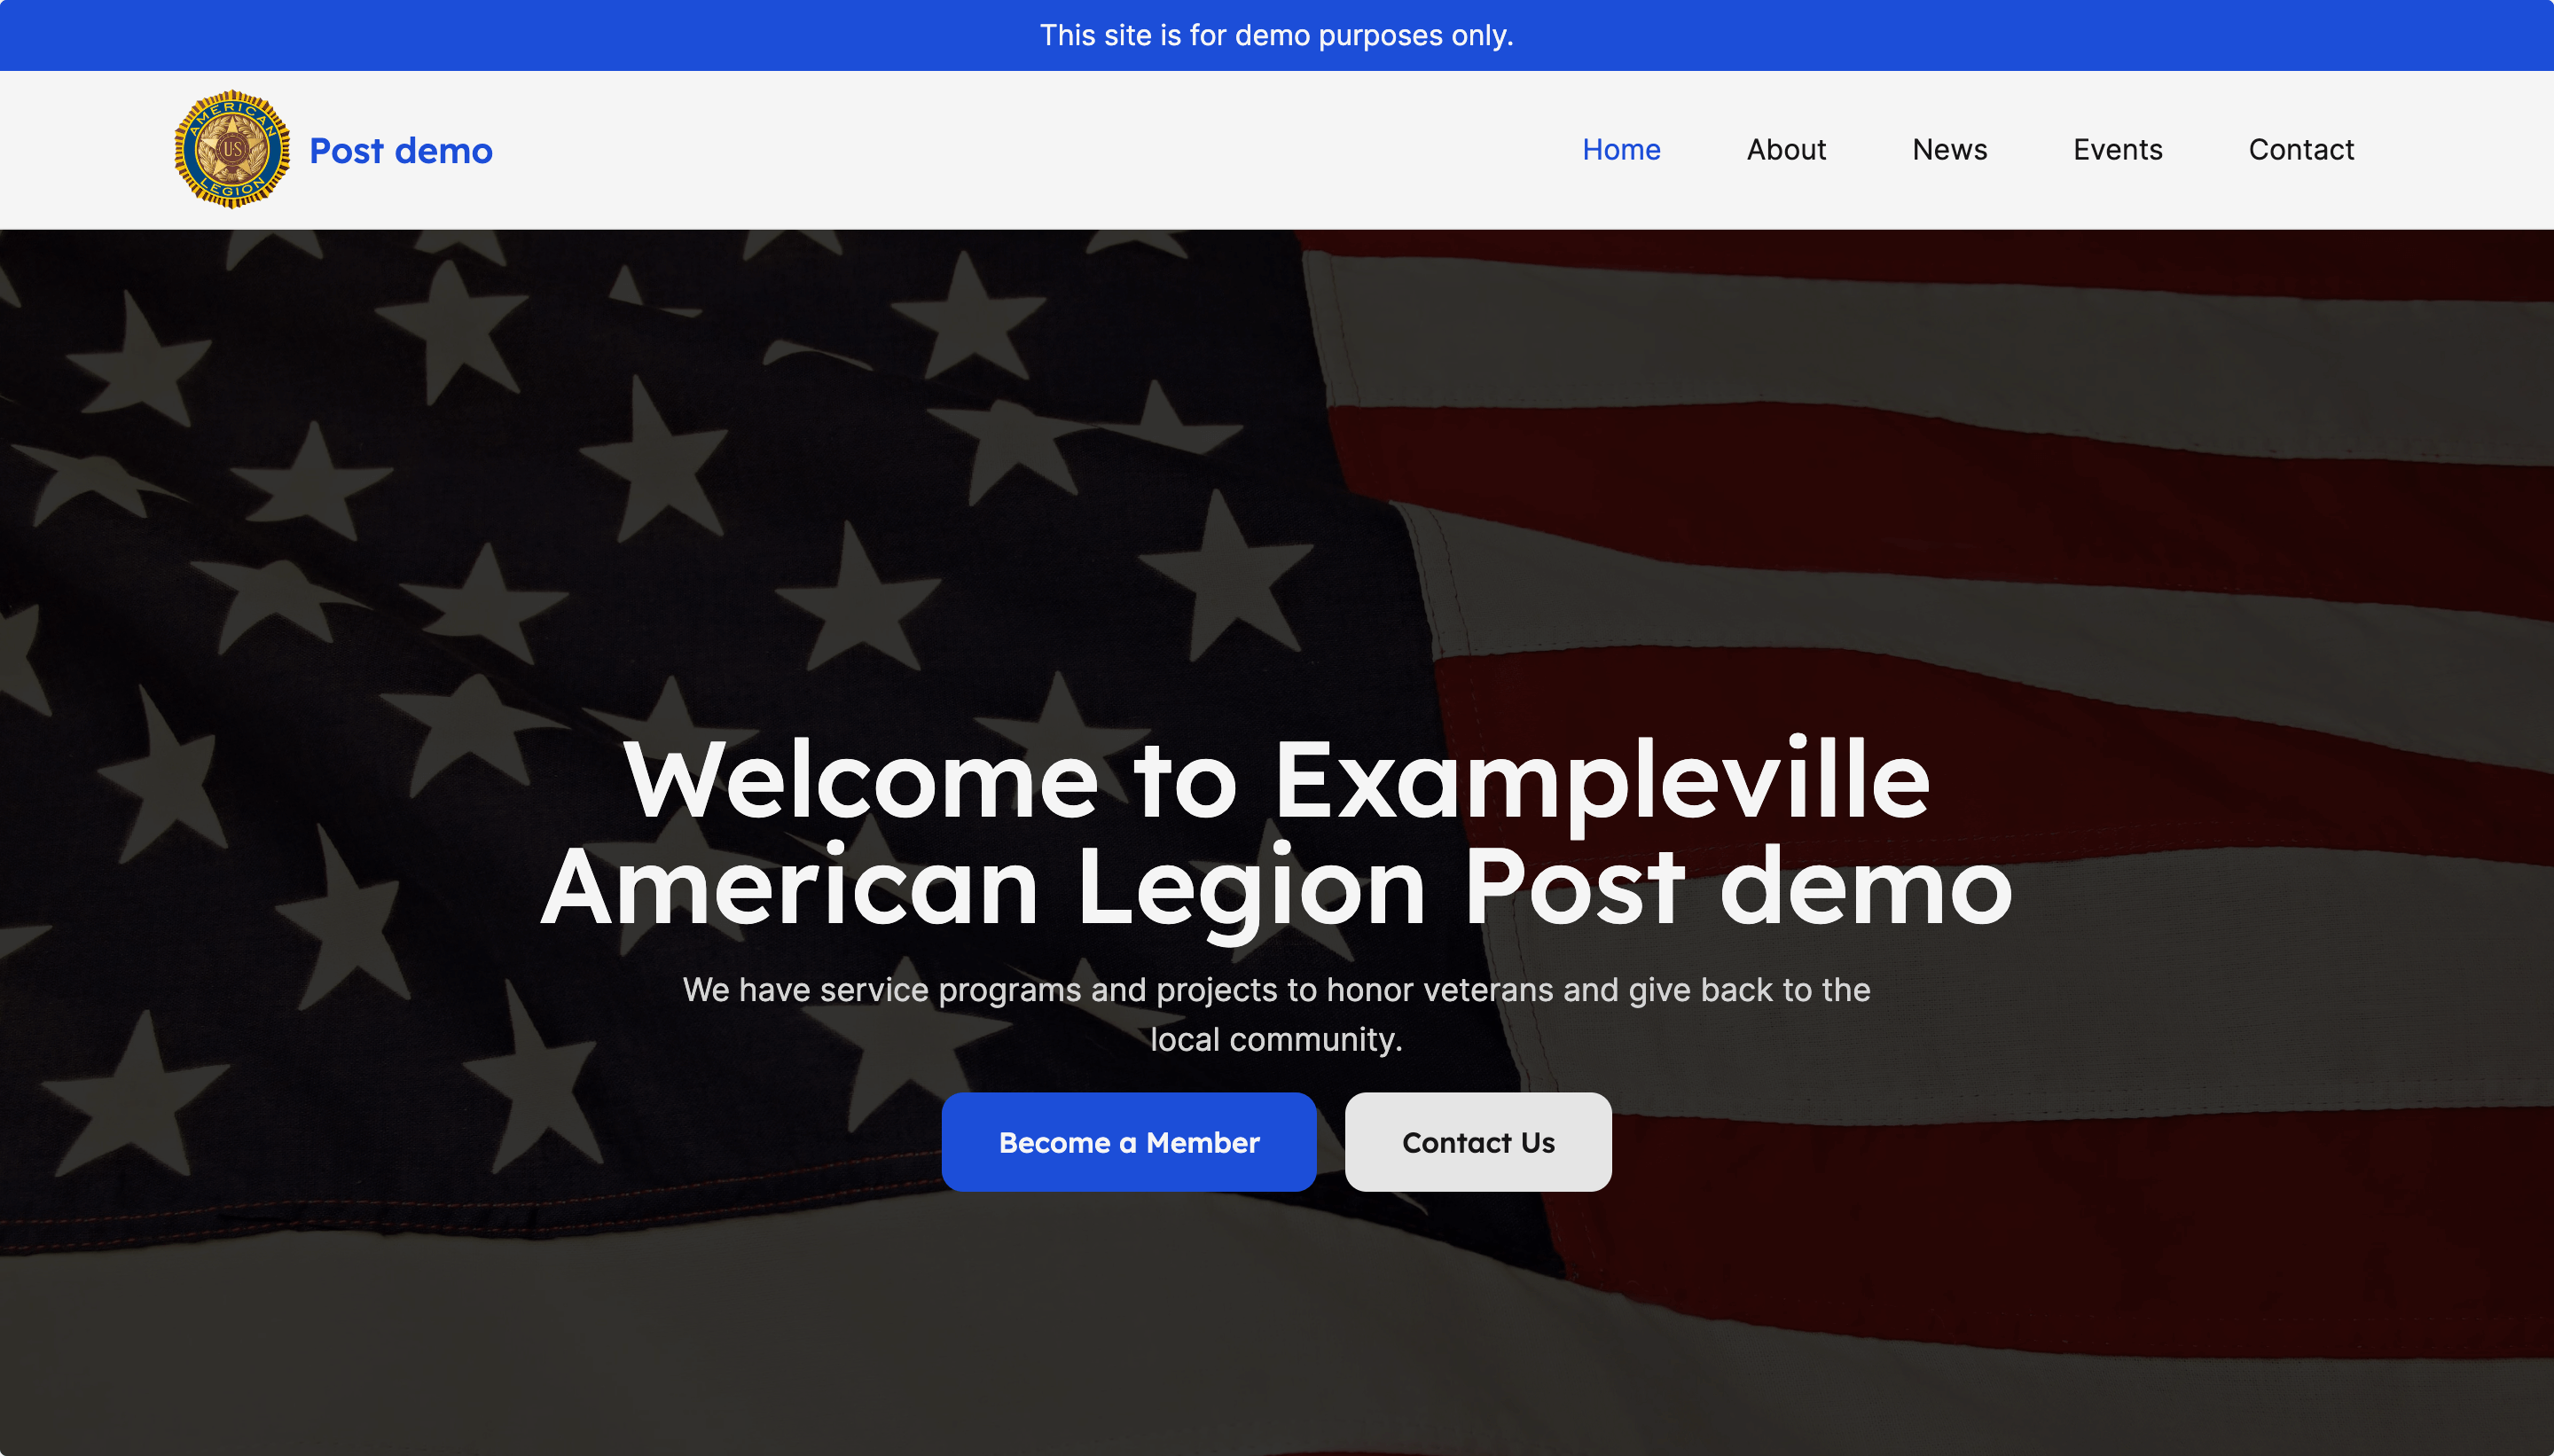 This site is for demo purposes only.
AMERICAN
US
LEGION
Post demo
Home
About
News
Events
Contact
Welcome to Exampleville
American Legion Post demo
We have service programs and projects to honor veterans and give back to the
local community.
Become a Member
Contact Us